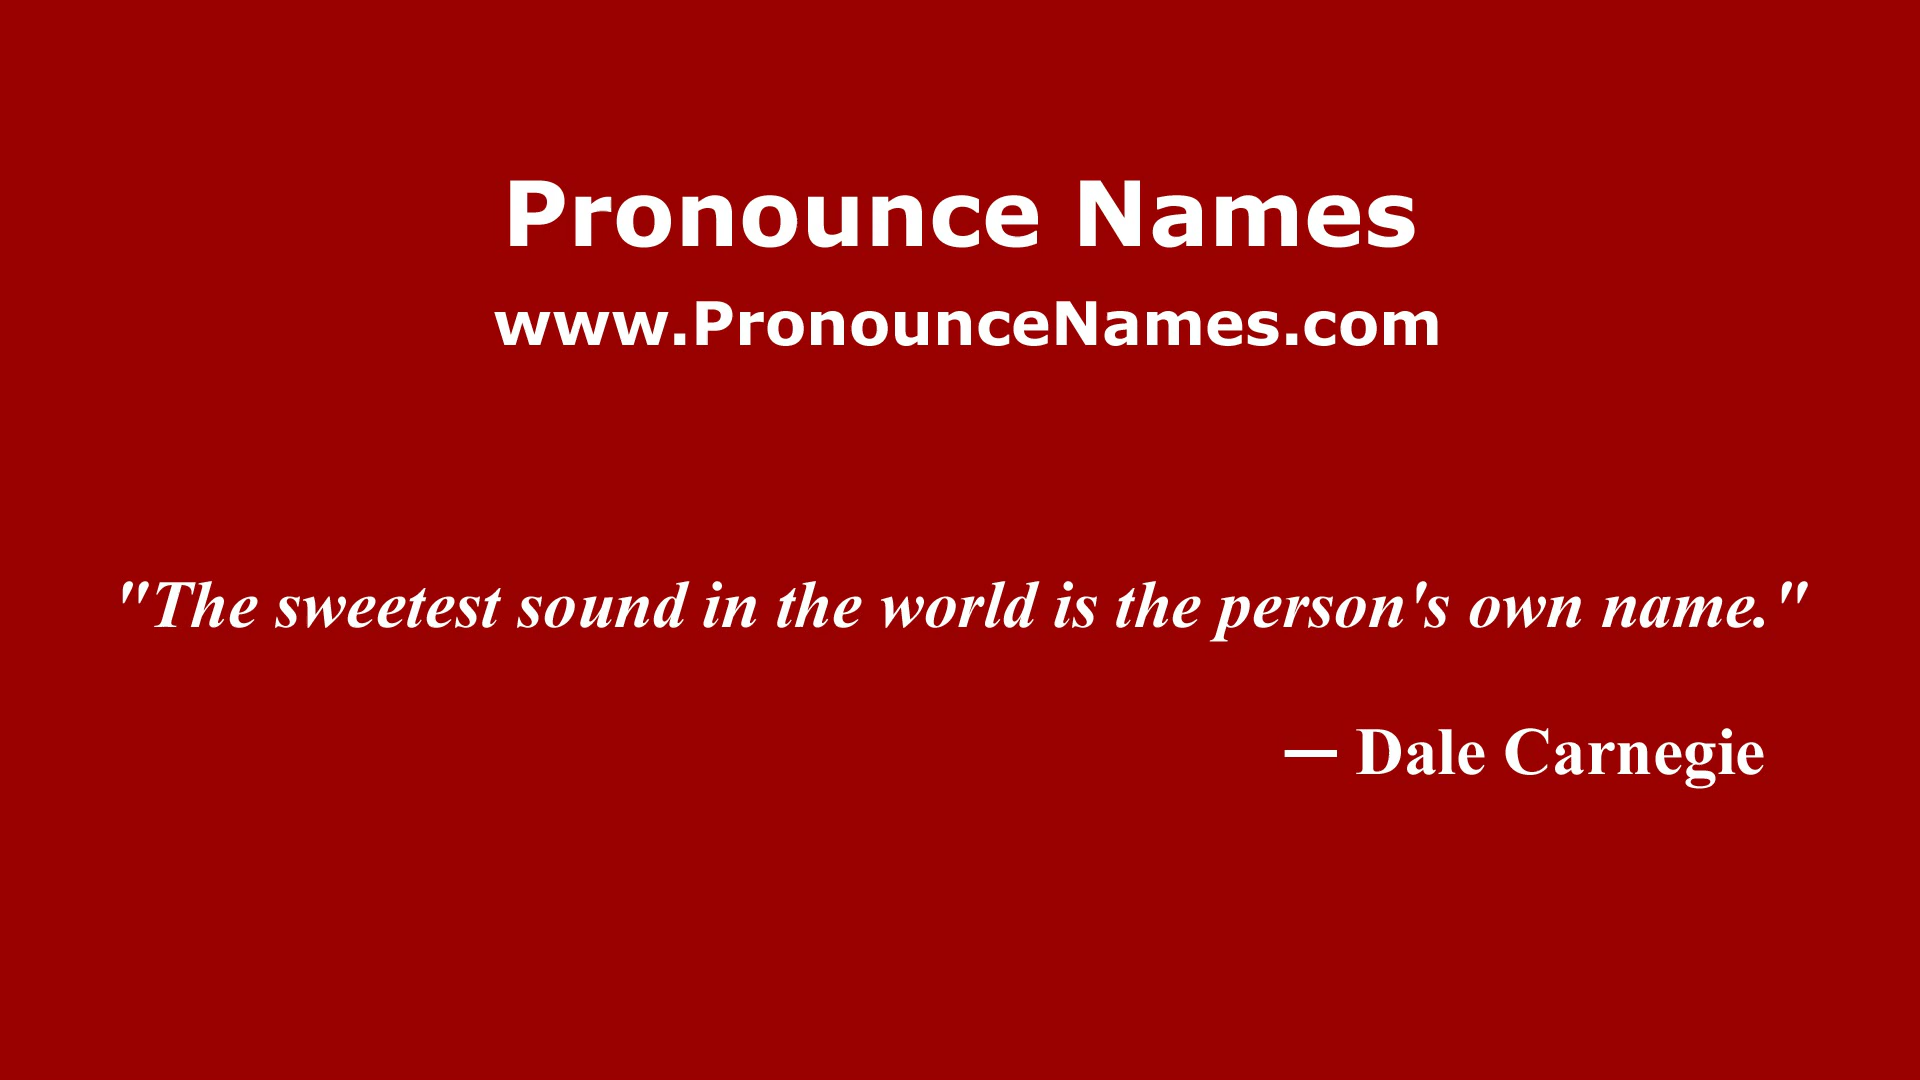 Pronounce Names
www.PronounceNames.com
"The sweetest sound in the world is the person's own name."
— Dale Carnegie